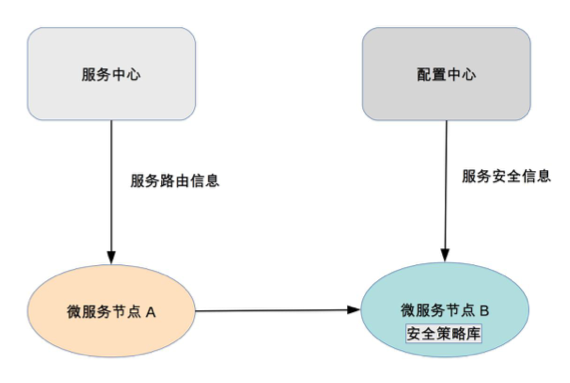 服务中心
配置中心
服务路由信息
服务安全信息
微服务节点 A
微服务节点 B
安全策略库